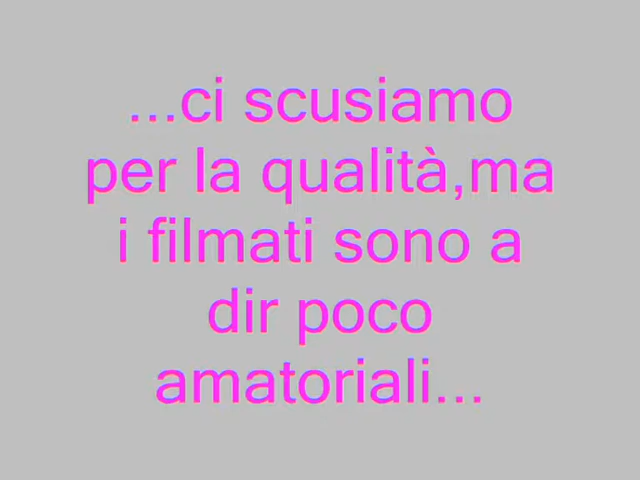 ...ci scusiamo
per la qualità,ma
i filmati sono a
dir poco
amatoriali...